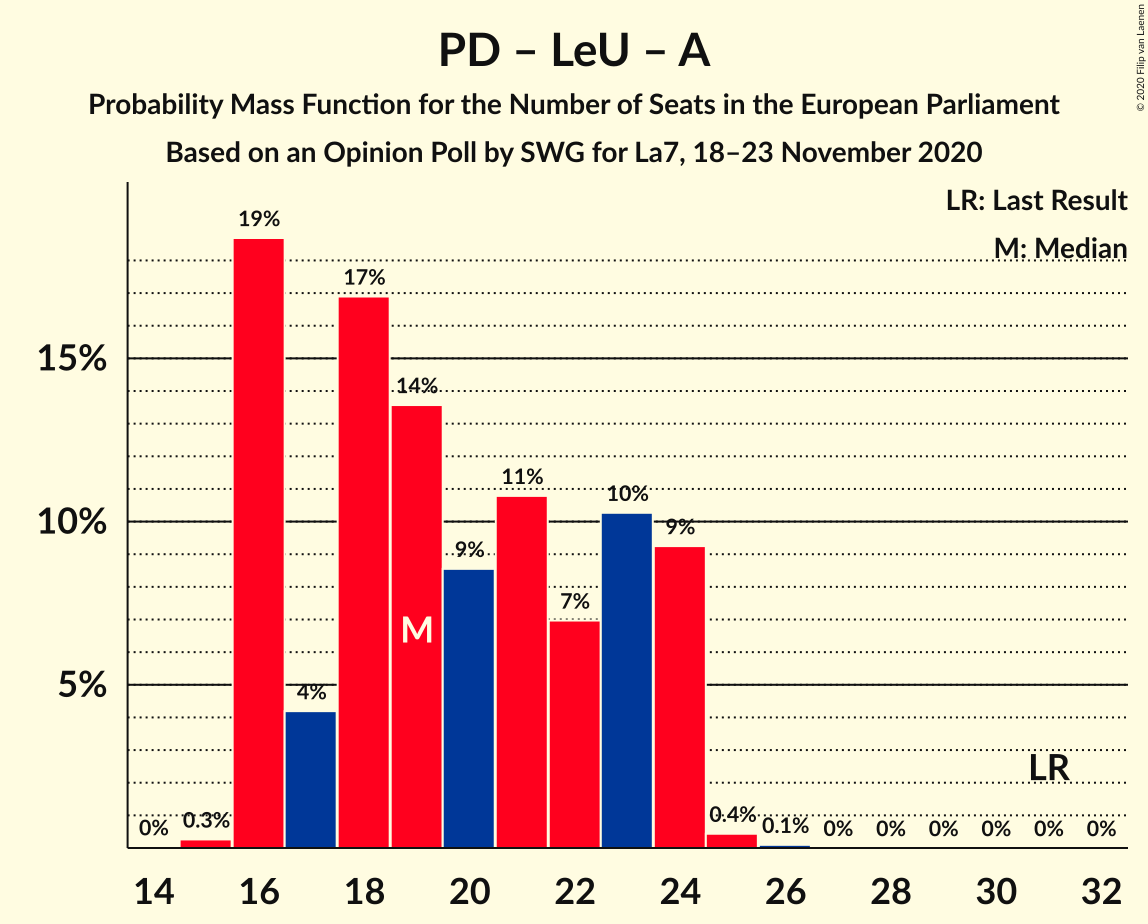 PD – LeU – A
Probability Mass Function for the Number of Seats in the European Parliament
Based on an Opinion Poll by SWG for La7, 18–23 November 2020
© 2020 Filip van Laenen
LR: Last Result
M: Median
15%
10%
5%
0%
0.3%
19%
4%
17%
14%
9%
11%
7%
10%
9%
0.4%
0.1%
0%
0%
0%
0%
0%
0%
M
LR
14 16 18 20 22 24 26 28 30 32